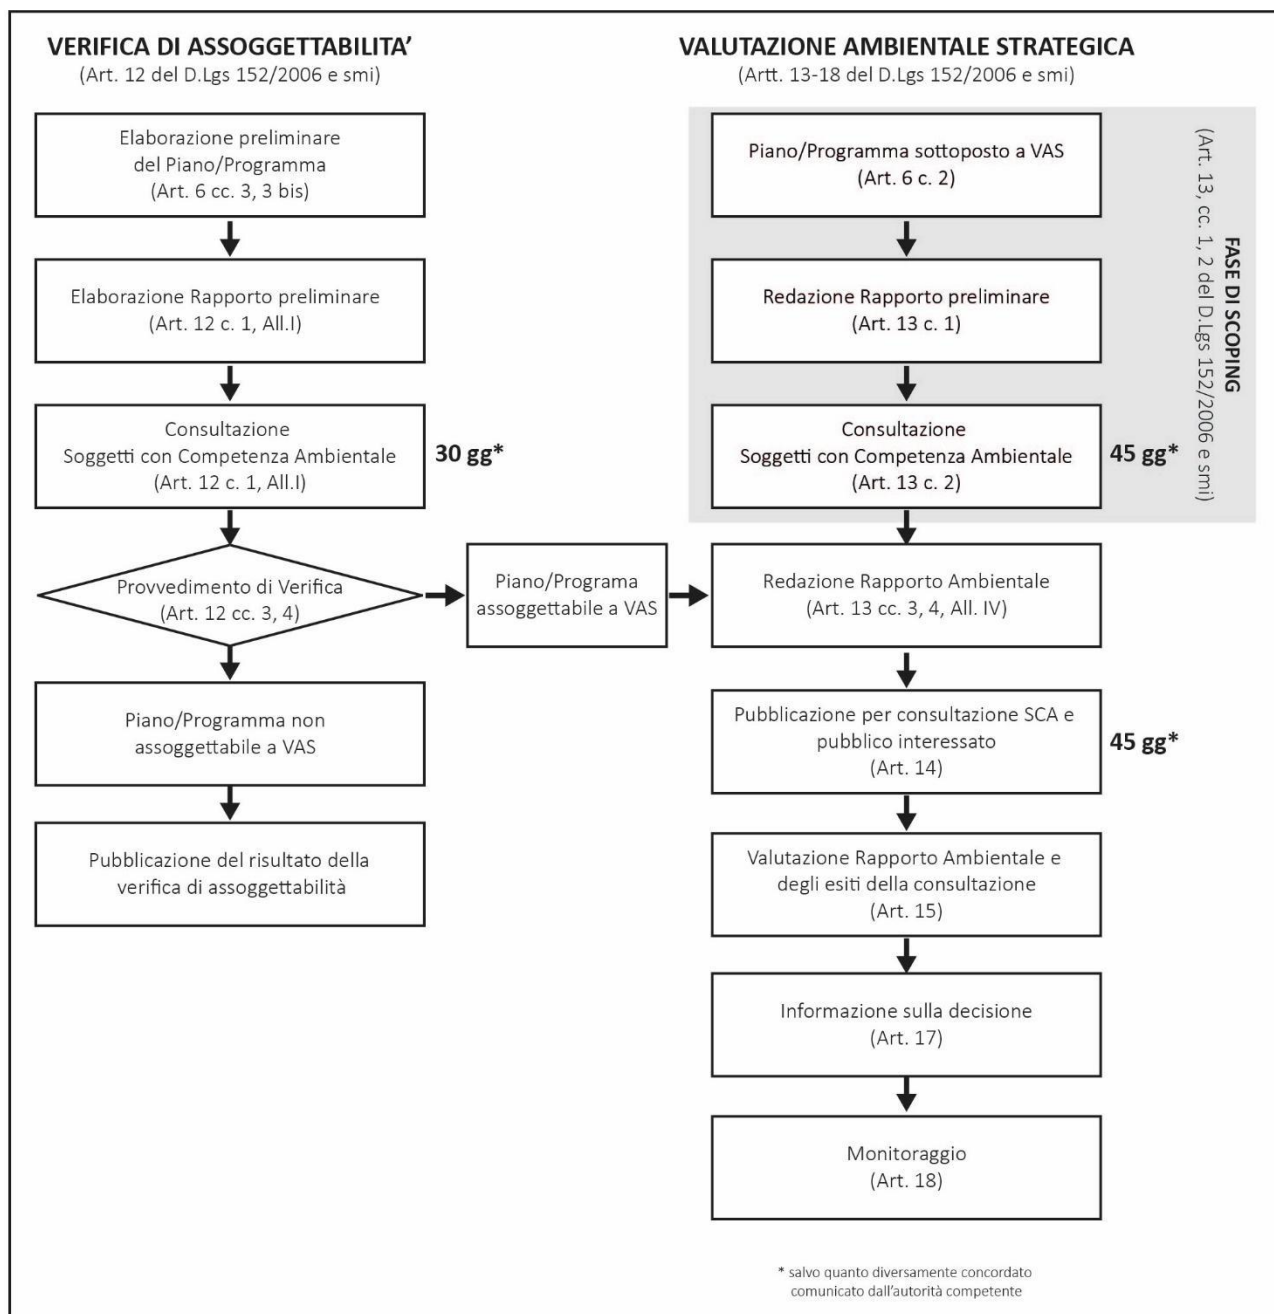 VERIFICA DI ASSOGGETTABILITA’
(Art. 12 del D.Lgs 152/2006 e smi)
Elaborazione preliminare
del Piano/Programma
(Art. 6 cc. 3, 3 bis)
Elaborazione Rapporto preliminare
(Art. 12 c. 1, All.I)
Consultazione
Soggetti con Competenza Ambientale
(Art. 12 c. 1, All.I)
30 gg*
Provvedimento di Verifica
(Art. 12 cc. 3, 4)
Piano/Programa
assoggettabile a VAS
Piano/Programma non
assoggettabile a VAS
Pubblicazione del risultato della
verifica di assoggettabilità
VALUTAZIONE AMBIENTALE STRATEGICA
(Artt. 13-18 del D.Lgs 152/2006 e smi)
Piano/Programma sottoposto a VAS
(Art. 6 c. 2)
Redazione Rapporto preliminare
(Art. 13 c. 1)
Consultazione
Soggetti con Competenza Ambientale
(Art. 13 c. 2)
45 gg*
FASE DI SCOPING
(Art. 13, cc. 1, 2 del D.Lgs 152/2006 e smi)
Redazione Rapporto Ambientale
(Art. 13 cc. 3, 4, All. IV)
Pubblicazione per consultazione SCA e
pubblico interessato
(Art. 14)
45 gg*
Valutazione Rapporto Ambientale e
degli esiti della consultazione
(Art. 15)
Informazione sulla decisione
(Art. 17)
Monitoraggio
(Art. 18)
* salvo quanto diversamente concordato
comunicato dall’autorità competente